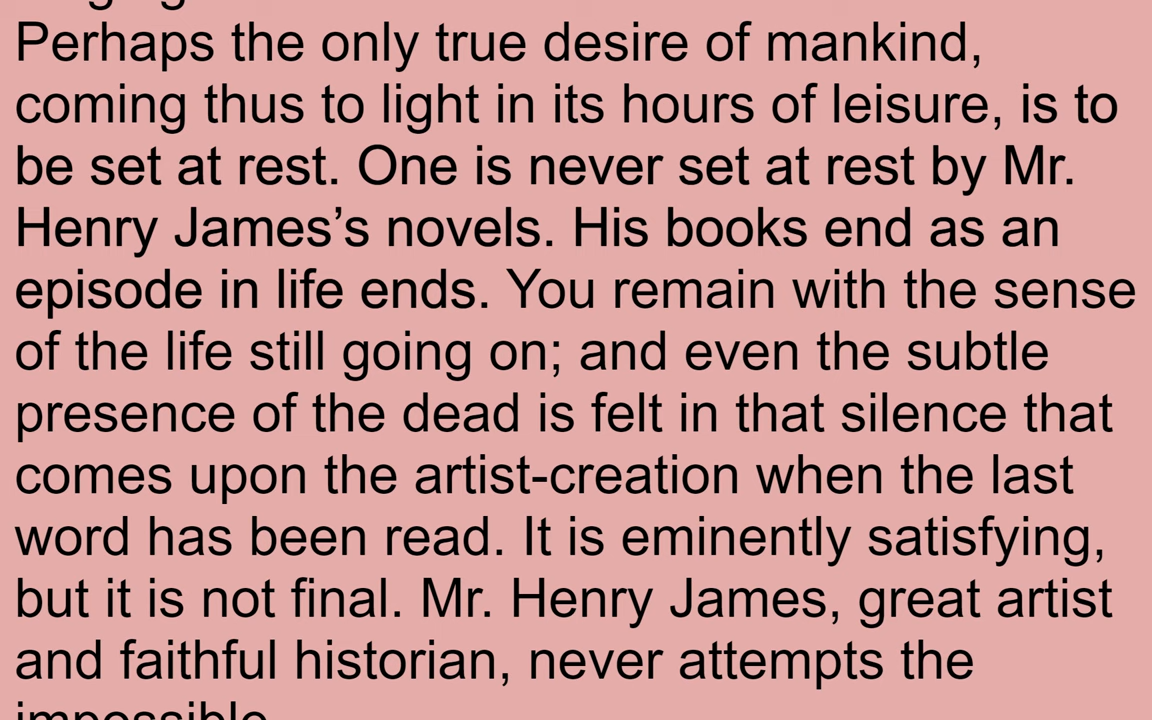 Perhaps the only true desire of mankind,
coming thus to light in its hours of leisure, is to
be set at rest. One is never set at rest by Mr.
Henry James’s novels. His books end as an
episode in life ends. You remain with the sense
of the life still going on; and even the subtle
presence of the dead is felt in that silence that
comes upon the artist-creation when the last
word has been read. It is eminently satisfying,
but it is not final. Mr. Henry James, great artist
and faithful historian, never attempts the
impossible.